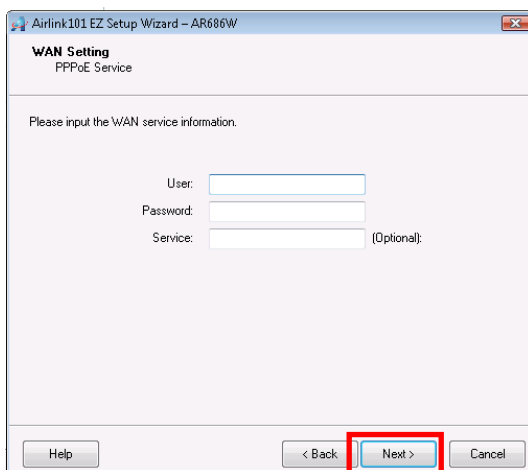 Airlink101 EZ Setup Wizard – AR686W
WAN Setting
PPPoE Service
Please input the WAN service information.
User:
Password:
Service: (Optional):
Help < Back Next > Cancel